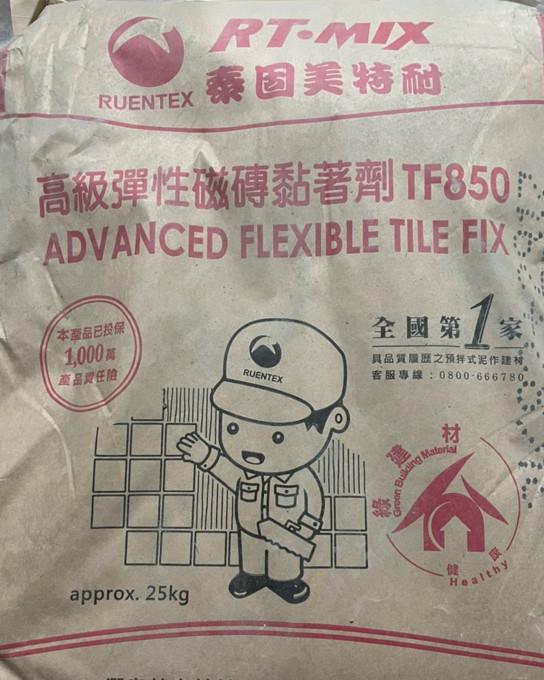 RT·MIX
RUENTEX 泰固美特耐
高級彈性磁磚黏著劑 TF850
ADVANCED FLEXIBLE TILE FIX
本產品已投保
1,000萬
產品責任險
全國第1家
具品質履歷之預拌式泥作建材
客服專線：0800-666780
RUENTEX
綠建材
Green Building Material
健康
Healthy
approx. 25kg